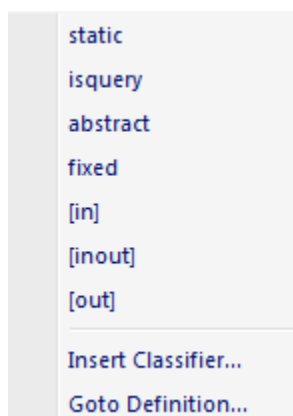 static
isquery
abstract
fixed
[in]
[inout]
[out]
Insert Classifier...
Goto Definition...